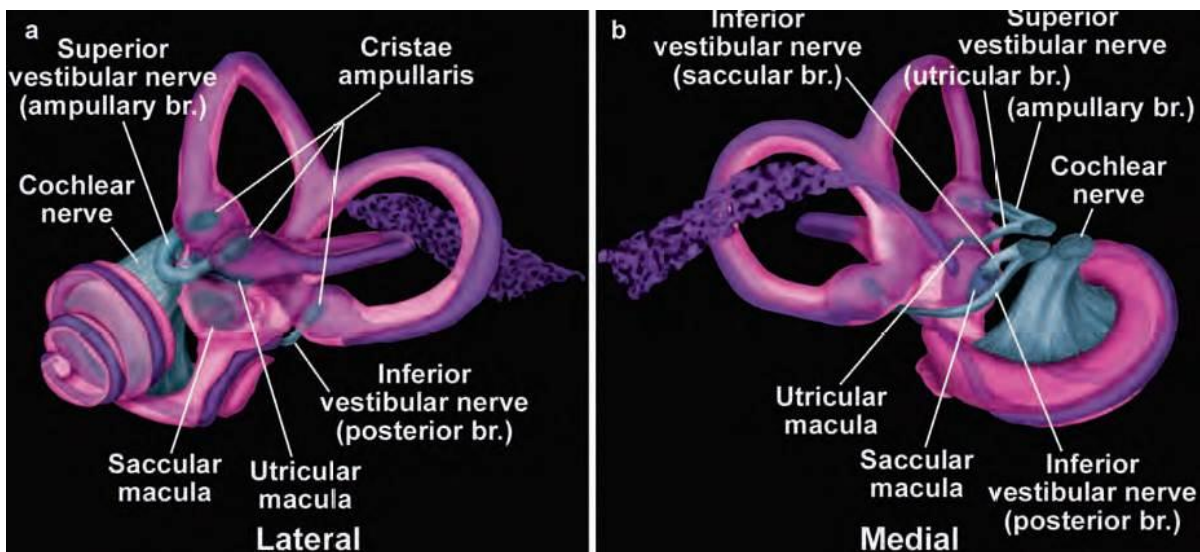 a
Superior
vestibular nerve
(ampullary br.)
Cristae
ampullaris
Cochlear
nerve
Inferior
vestibular nerve
(posterior br.)
Saccular
macula
Utricular
macula
Lateral
b
Inferior
vestibular nerve
(saccular br.)
Superior
vestibular nerve
(utricular br.)
(ampullary br.)
Cochlear
nerve
Utricular
macula
Saccular
macula
Inferior
vestibular nerve
(posterior br.)
Medial